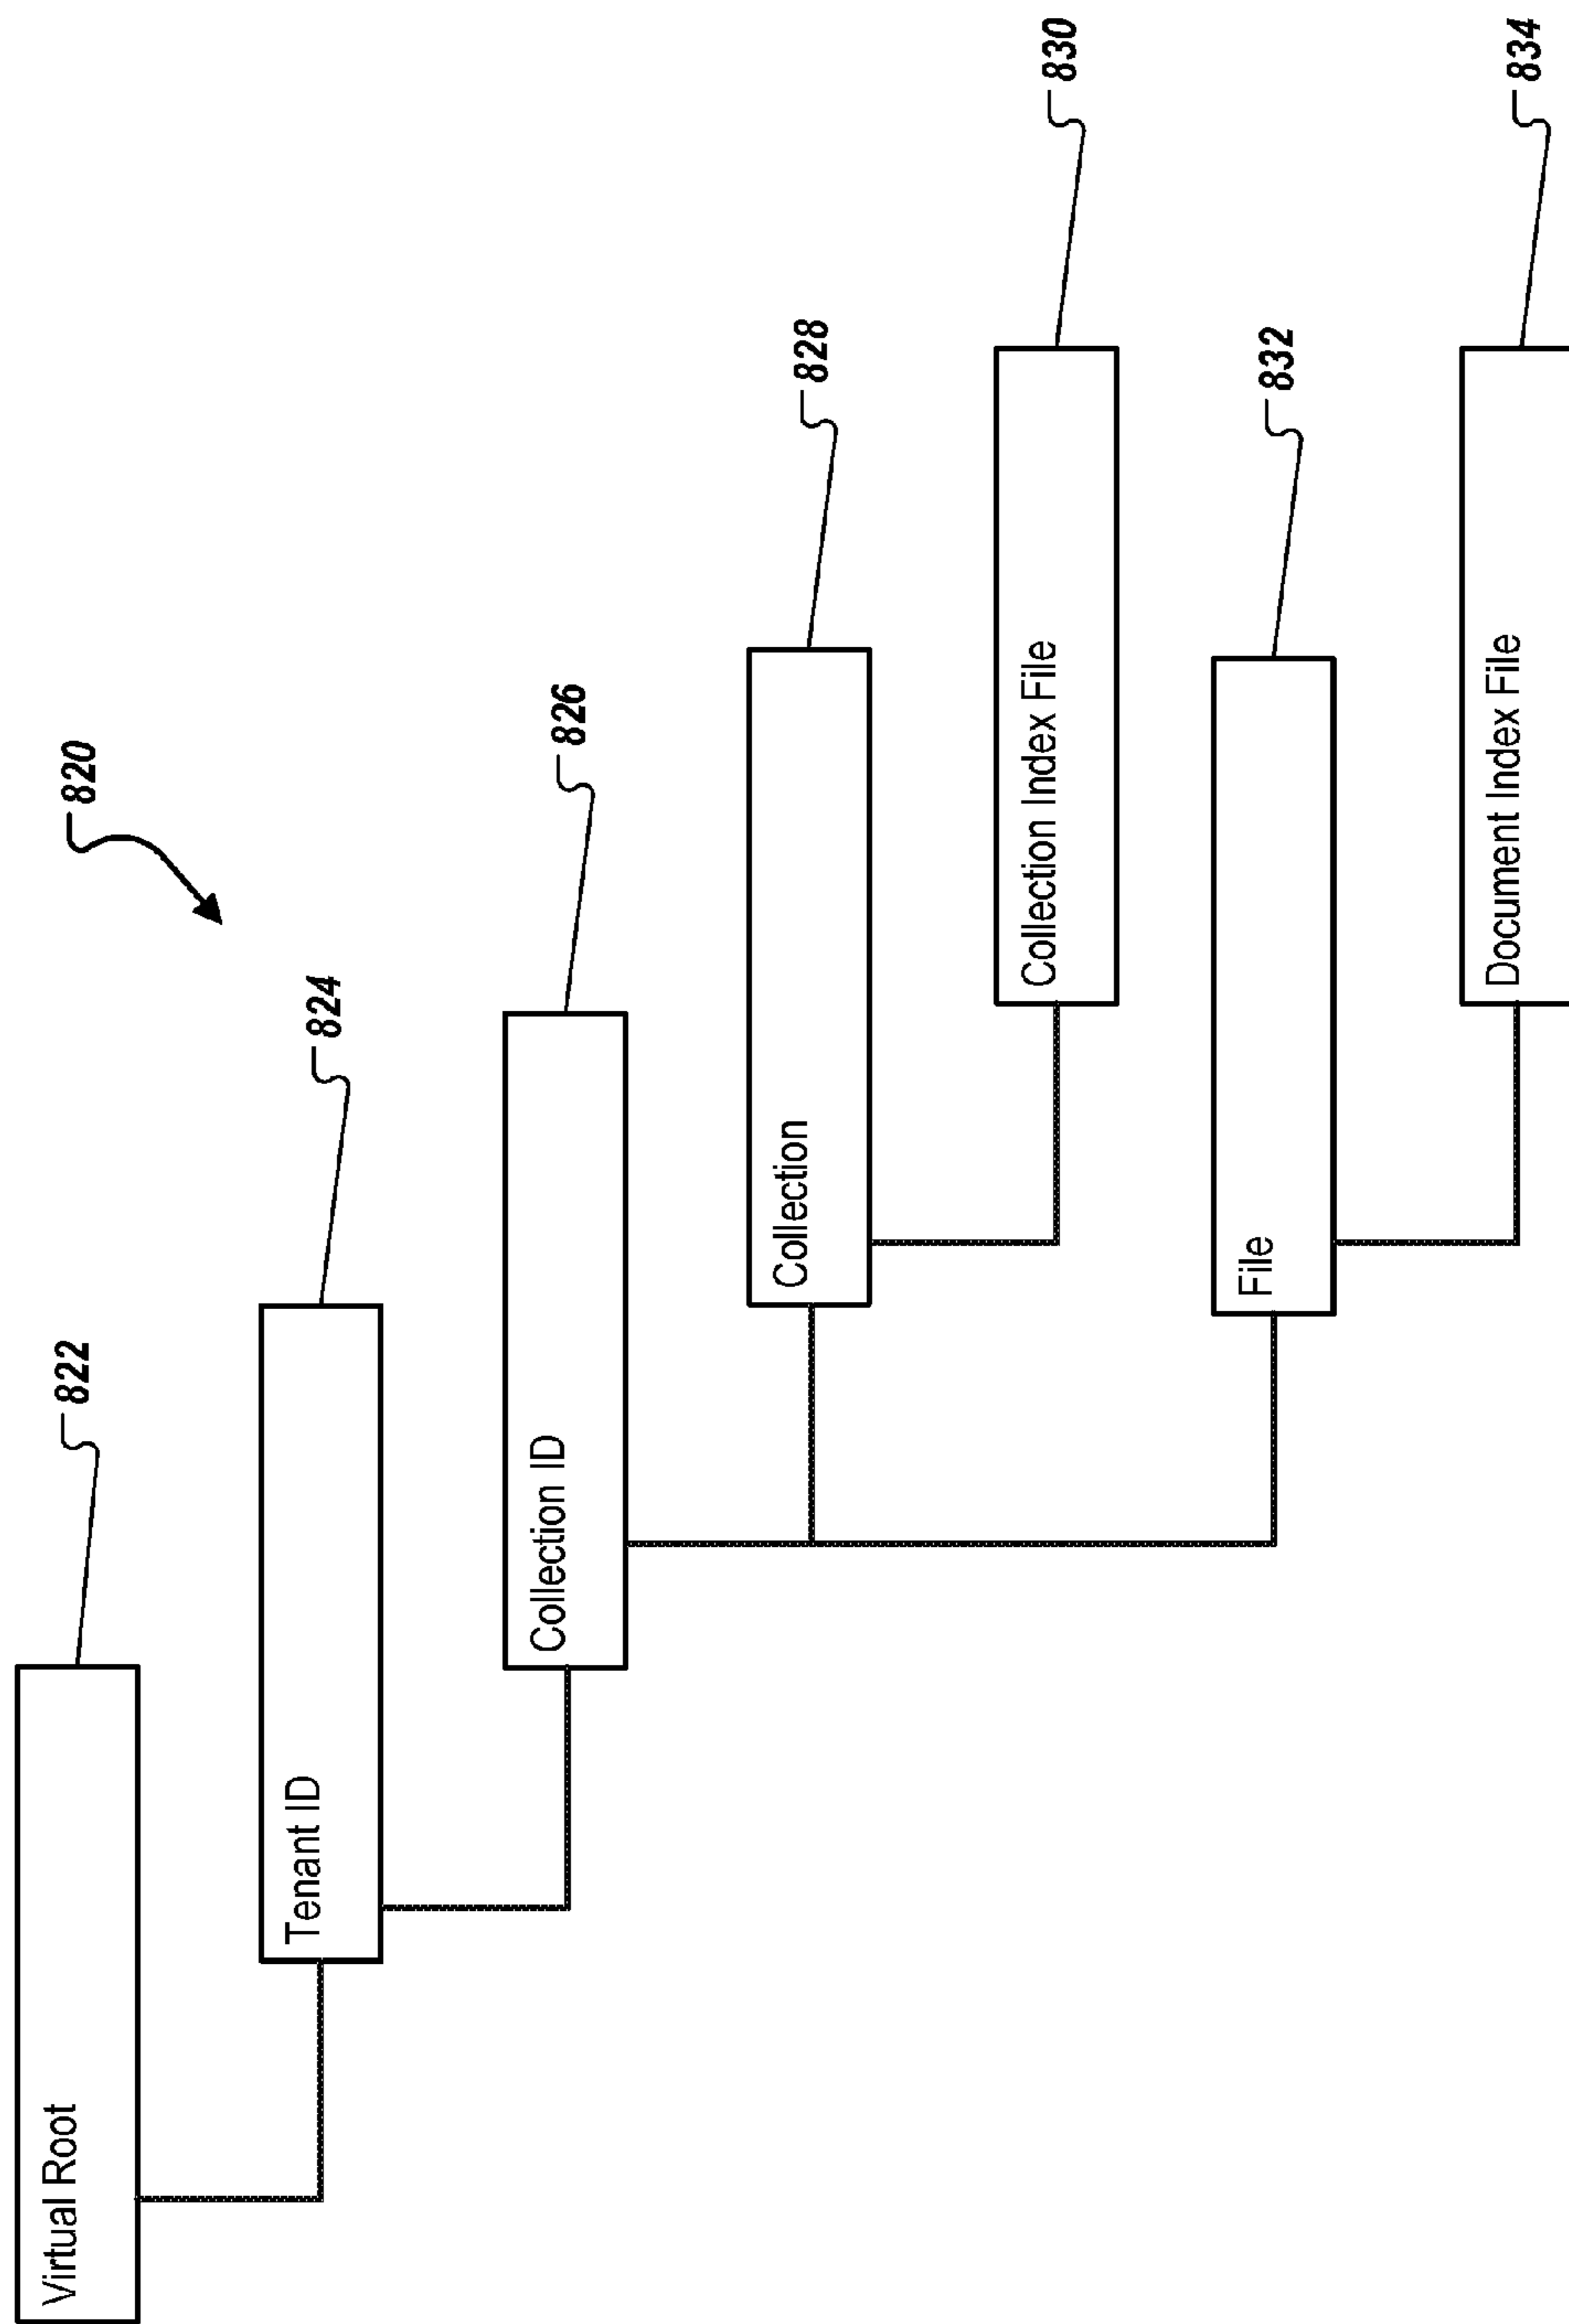 820
Virtual Root
822
Tenant ID
824
Collection ID
826
Collection
828
Collection Index File
830
File
832
Document Index File
834